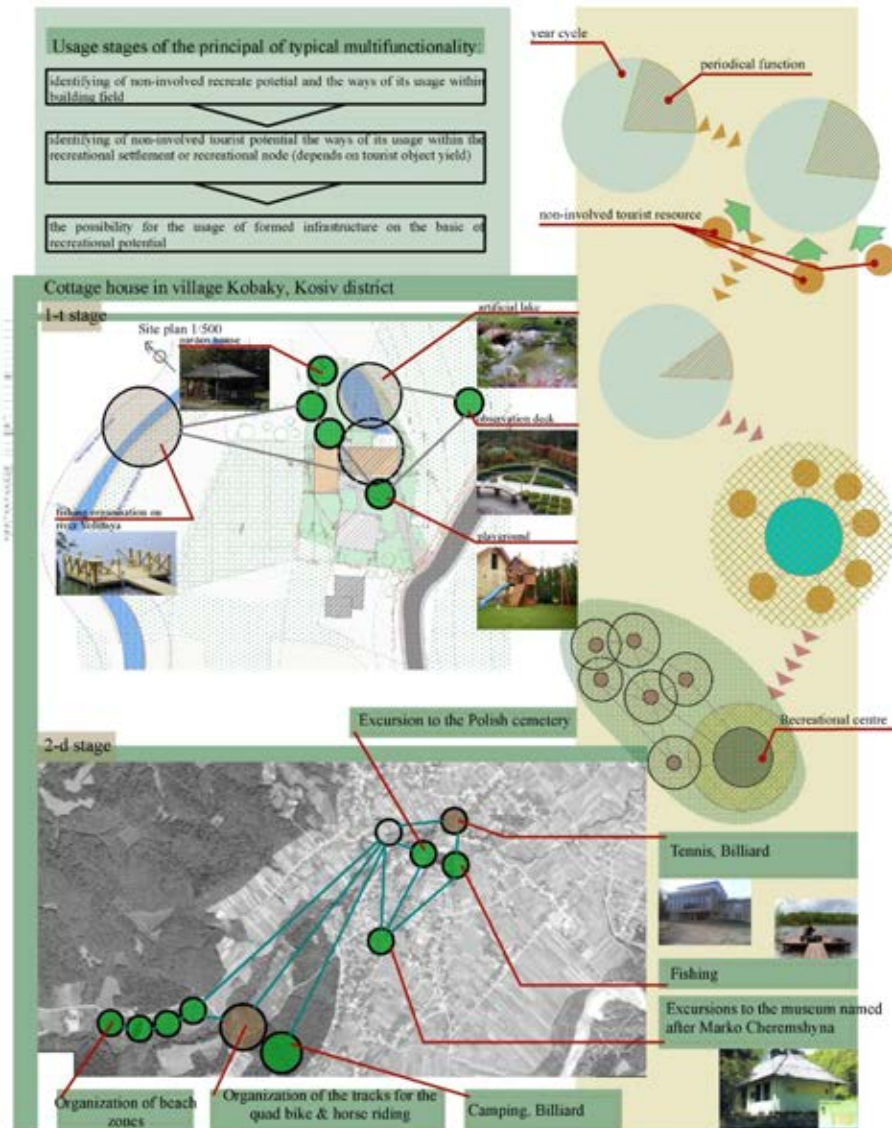 Usage stages of the principal of typical multifunctionality:
identifying of non-involved recreate potetial and the ways of its usage within
building field
identifying of non-involved tourist potential the ways of its usage within the
recreational settlement or recreational node (depends on tourist object yield)
the possibility for the usage of formed infrastructure on the basic of
recreational potential
year cycle
periodical function
non-involved tourist resource
Cottage house in village Kobaky, Kosiv district
1-t stage
Site plan 1/500
garden house
artificial lake
observation deck
fishing organisation on
river
playground
Recreational centre
Excursion to the Polish cemetery
2-d stage
Tennis, Billiard
Fishing
Excursions to the museum named
after Marko Cheremshyna
Organization of beach
zones
Organization of the tracks for the
quad bike & horse riding
Camping, Billiard